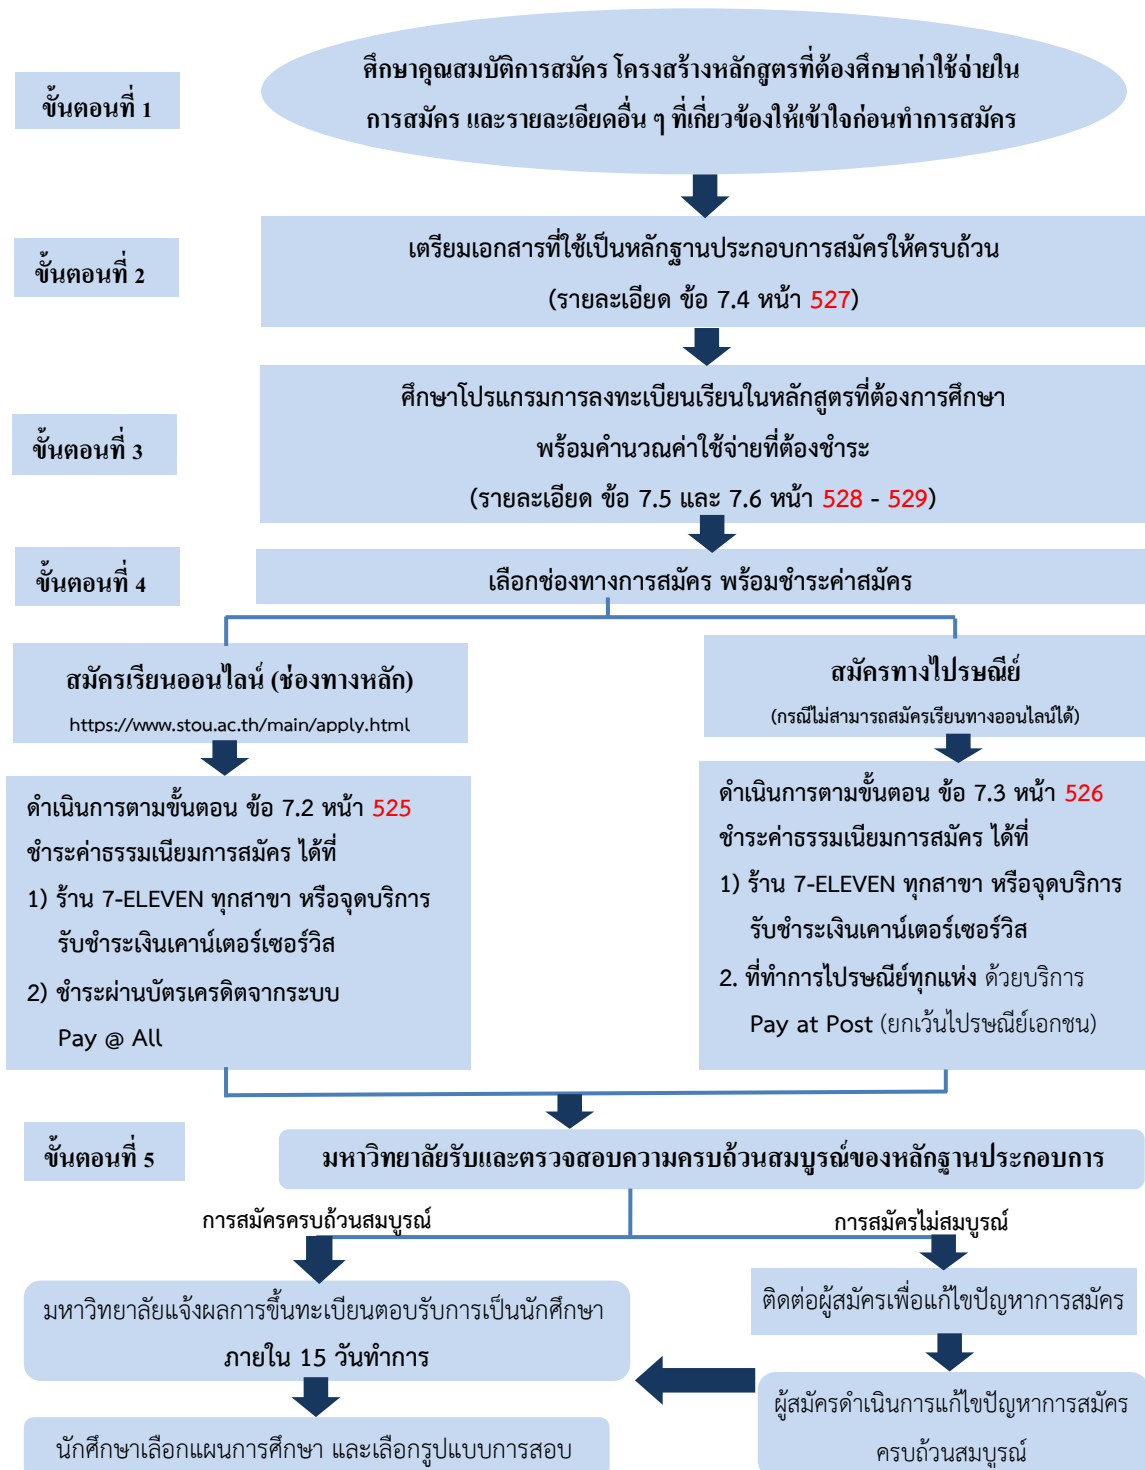 ขั้นตอนที่ 1
ศึกษาคุณสมบัติการสมัคร โครงสร้างหลักสูตรที่ต้องศึกษาค่าใช้จ่ายใน
การสมัคร และรายละเอียดอื่น ๆ ที่เกี่ยวข้องให้เข้าใจก่อนทำการสมัคร
ขั้นตอนที่ 2
เตรียมเอกสารที่ใช้เป็นหลักฐานประกอบการสมัครให้ครบถ้วน
(รายละเอียด ข้อ 7.4 หน้า 527)
ขั้นตอนที่ 3
ศึกษาโปรแกรมการลงทะเบียนเรียนในหลักสูตรที่ต้องการศึกษา
พร้อมคำนวณค่าใช้จ่ายที่ต้องชำระ
(รายละเอียด ข้อ 7.5 และ 7.6 หน้า 528 - 529)
ขั้นตอนที่ 4
เลือกช่องทางการสมัคร พร้อมชำระค่าสมัคร
สมัครเรียนออนไลน์ (ช่องทางหลัก)
https://www.stou.ac.th/main/apply.html
สมัครทางไปรษณีย์
(กรณีไม่สามารถสมัครเรียนทางออนไลน์ได้)
ดำเนินการตามขั้นตอน ข้อ 7.2 หน้า 525
ชำระค่าธรรมเนียมการสมัคร ได้ที่
1) ร้าน 7-ELEVEN ทุกสาขา หรือจุดบริการ
รับชำระเงินเคาน์เตอร์เซอร์วิส
2) ชำระผ่านบัตรเครดิตจากระบบ
Pay @ All
ดำเนินการตามขั้นตอน ข้อ 7.3 หน้า 526
ชำระค่าธรรมเนียมการสมัคร ได้ที่
1) ร้าน 7-ELEVEN ทุกสาขา หรือจุดบริการ
รับชำระเงินเคาน์เตอร์เซอร์วิส
2. ที่ทำการไปรษณีย์ทุกแห่ง ด้วยบริการ
Pay at Post (ยกเว้นไปรษณีย์เอกชน)
ขั้นตอนที่ 5
มหาวิทยาลัยรับและตรวจสอบความครบถ้วนสมบูรณ์ของหลักฐานประกอบการ
การสมัครครบถ้วนสมบูรณ์
การสมัครไม่สมบูรณ์
มหาวิทยาลัยแจ้งผลการขึ้นทะเบียนตอบรับการเป็นนักศึกษา
ภายใน 15 วันทำการ
ติดต่อผู้สมัครเพื่อแก้ไขปัญหาการสมัคร
ผู้สมัครดำเนินการแก้ไขปัญหาการสมัคร
ครบถ้วนสมบูรณ์
นักศึกษาเลือกแผนการศึกษา และเลือกรูปแบบการสอบ